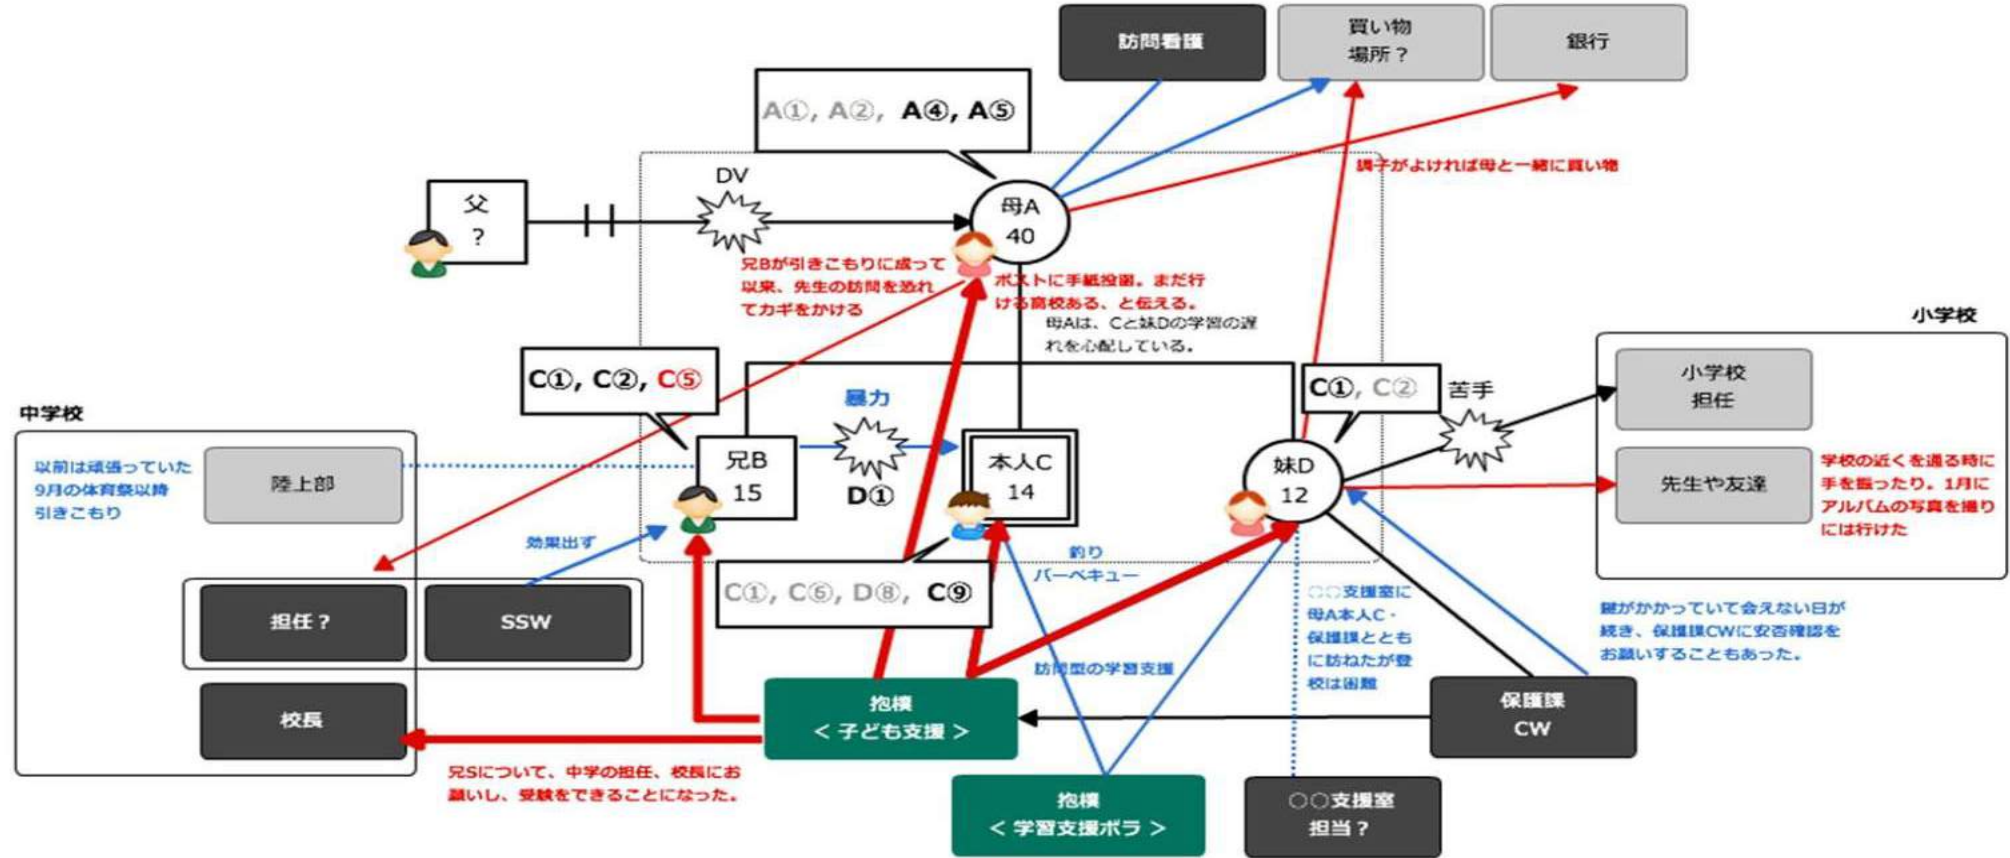 訪問看護
買い物
場所？
銀行
A①, A②, A④, A⑤
調子がよければ母と一緒に買い物
DV
父
？
母A
40
兄Bが引きこもりに成って
以来、先生の訪問を恐れ
てカギをかける
ポストに手紙投函。まだ行
ける高校ある、と伝える。
母Aは、Cと妹Dの学習の遅
れを心配している。
小学校
小学校
担任
先生や友達
学校の近くを通る時に
手を振ったり。1月に
アルバムの写真を撮り
には行けた
C①, C②, C⑤
暴力
C①, C②
苦手
中学校
以前は頑張っていた
9月の体育祭以降
引きこもり
陸上部
兄B
15
D①
本人C
14
妹D
12
効果出ず
釣り
バーベキュー
C①, C⑥, D⑧, C⑨
担任？
SSW
校長
訪問型の学習支援
○○支援室に
母A本人C・
保護課ととも
に訪ねたが登
校は困難
鍵がかかっていて会えない日が
続き、保護課CWに安否確認を
お願いすることもあった。
抱樸
＜ 子ども支援 ＞
保護課
CW
兄Sについて、中学の担任、校長にお
願いし、受験をできることになった。
抱樸
＜ 学習支援ボラ ＞
○○支援室
担当？